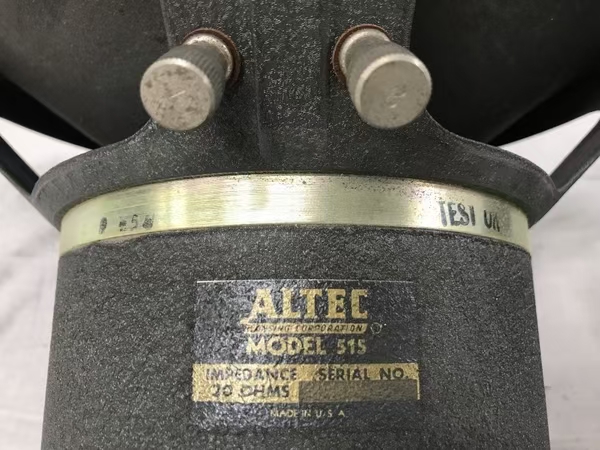 TEST OK
ALTEC
LANSING CORPORATION
MODEL 515
IMPEDANCE SERIAL NO.
20 OHMS
MADE IN U.S.A.